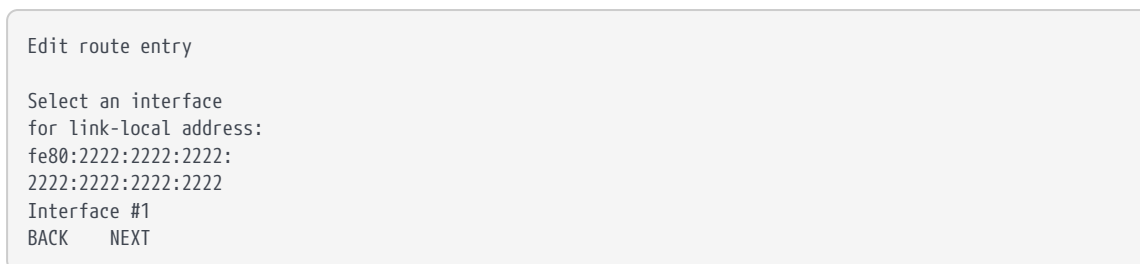 Edit route entry
Select an interface
for link-local address:
fe80:2222:2222:2222:
2222:2222:2222:2222
Interface #1
BACK NEXT